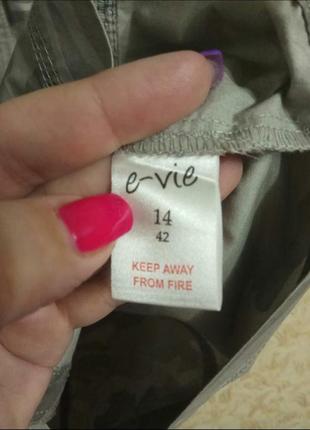 e-vie
14
42
KEEP AWAY
FROM FIRE